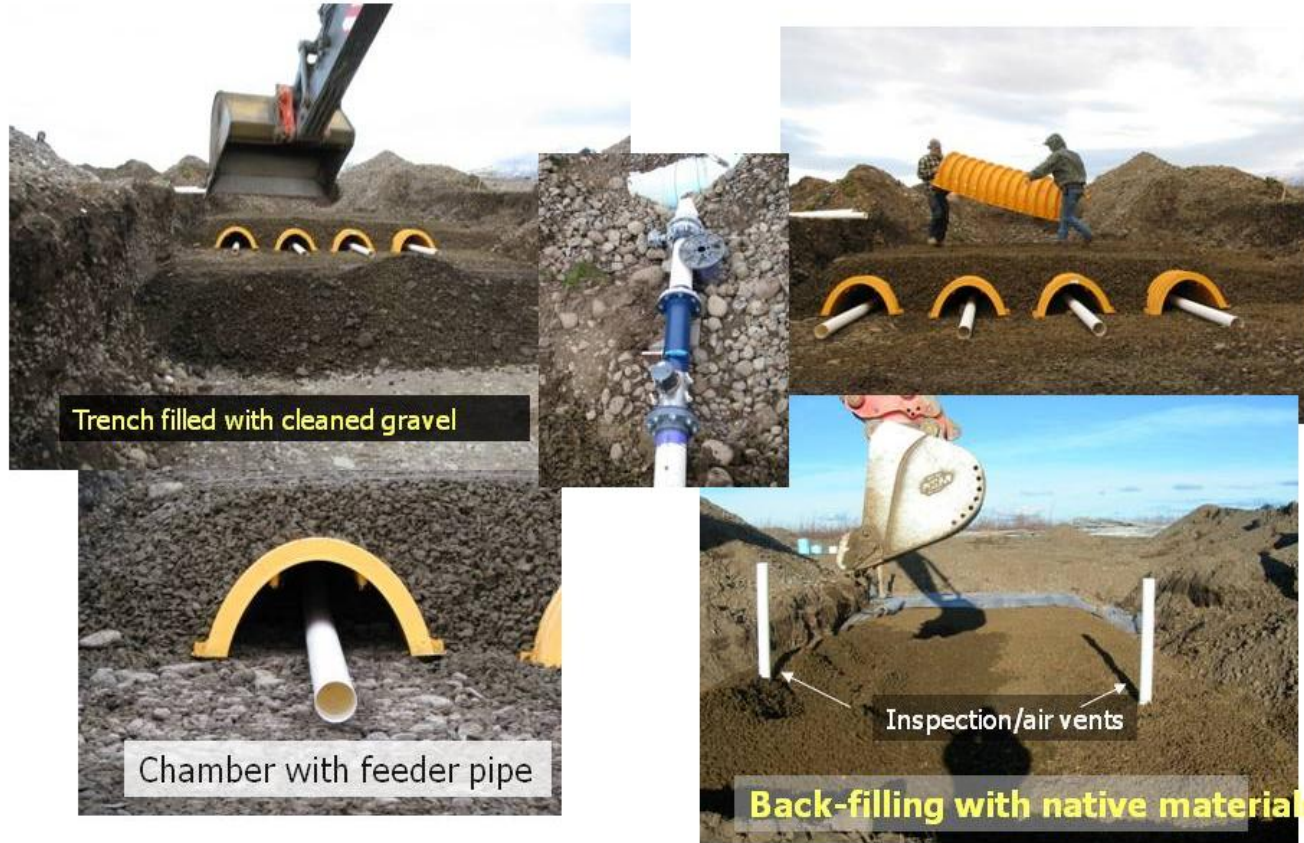 Trench filled with cleaned gravel
Chamber with feeder pipe
Inspection/air vents
Back-filling with native material